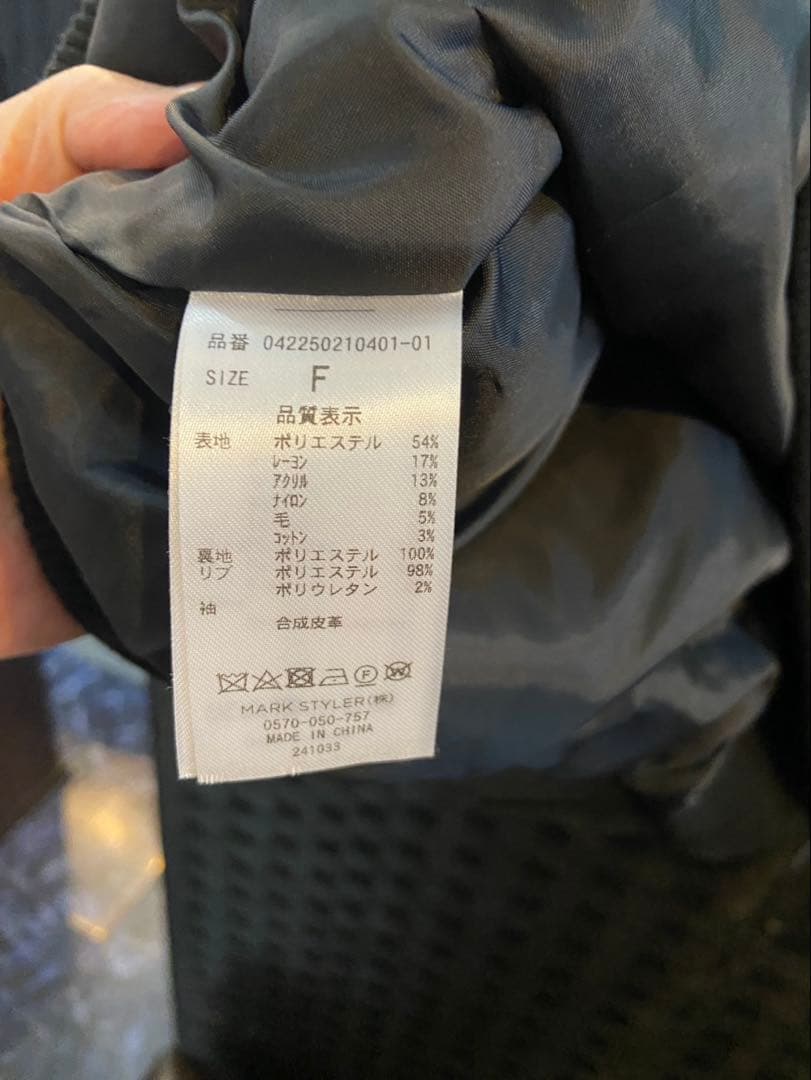 品番 042250210401-01
SIZE F
品質表示
表地 ポリエステル 54%
レーヨン 17%
アクリル 13%
ナイロン 8%
毛 5%
コットン 3%
裏地 ポリエステル 100%
リブ ポリエステル 98%
ポリウレタン 2%
袖
合成皮革
F W
MARK STYLER(株)
0570-050-757
MADE IN CHINA
241033